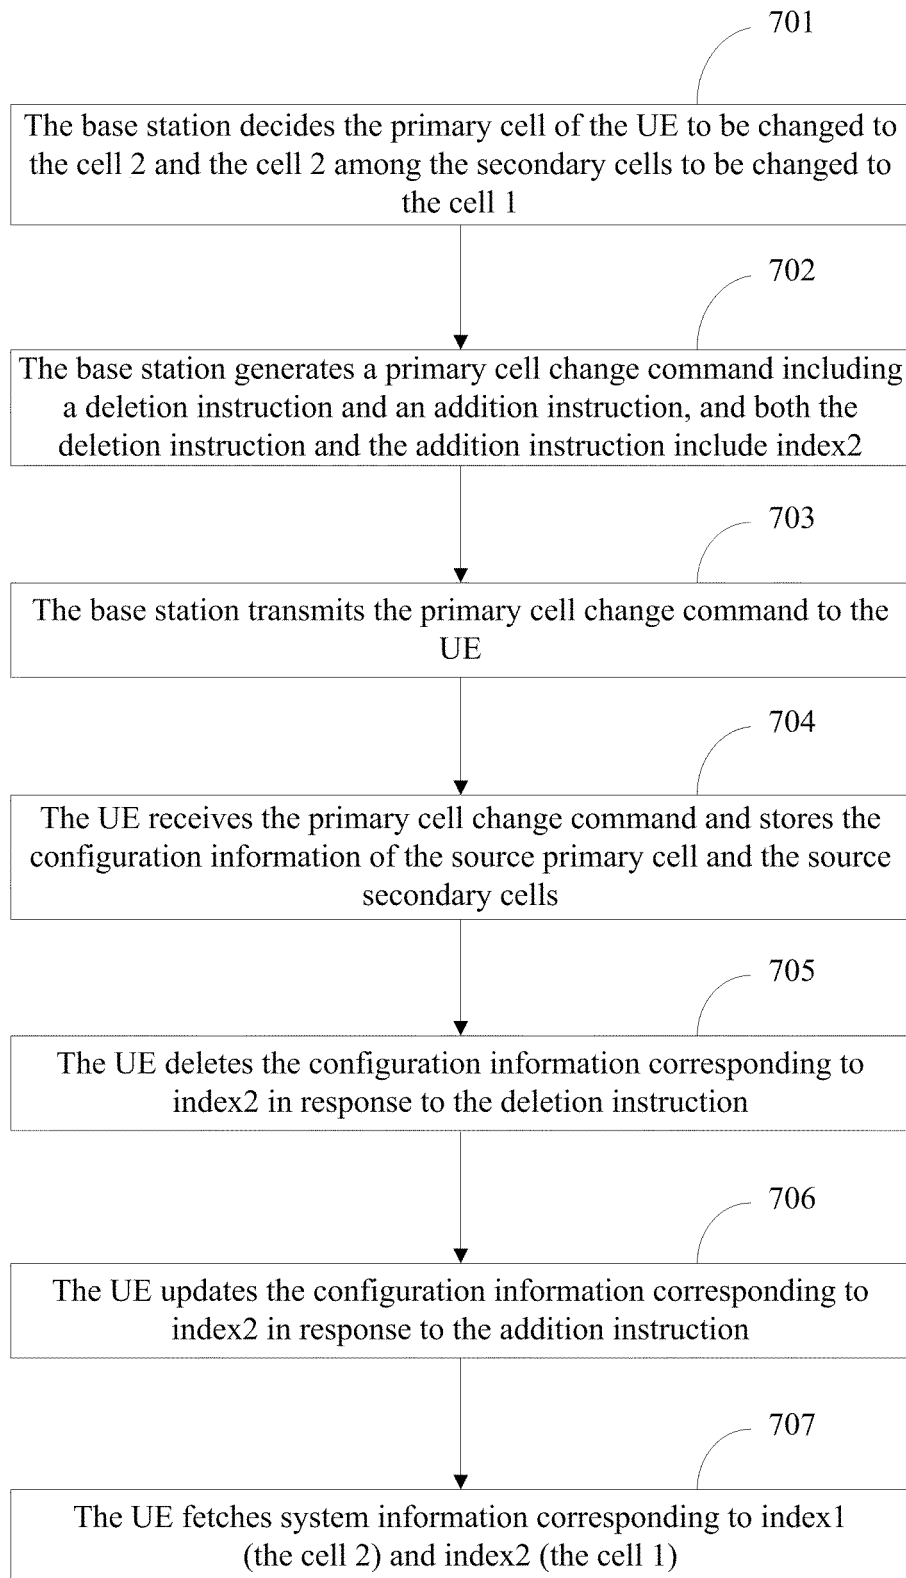 701
The base station decides the primary cell of the UE to be changed to
the cell 2 and the cell 2 among the secondary cells to be changed to
the cell 1
702
The base station generates a primary cell change command including
a deletion instruction and an addition instruction, and both the
deletion instruction and the addition instruction include index2
703
The base station transmits the primary cell change command to the
UE
704
The UE receives the primary cell change command and stores the
configuration information of the source primary cell and the source
secondary cells
705
The UE deletes the configuration information corresponding to
index2 in response to the deletion instruction
706
The UE updates the configuration information corresponding to
index2 in response to the addition instruction
707
The UE fetches system information corresponding to index1
(the cell 2) and index2 (the cell 1)